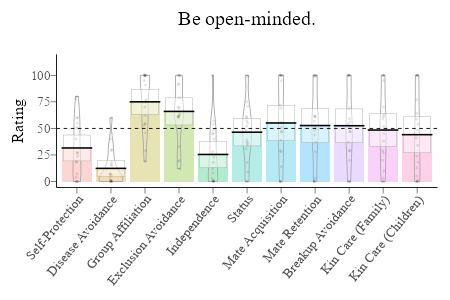 Be open-minded.
Rating
100
75
50
25
0
Self-Protection
Disease Avoidance
Group Affiliation
Exclusion Avoidance
Independence
Status
Mate Acquisition
Mate Retention
Breakup Avoidance
Kin Care (Family)
Kin Care (Children)